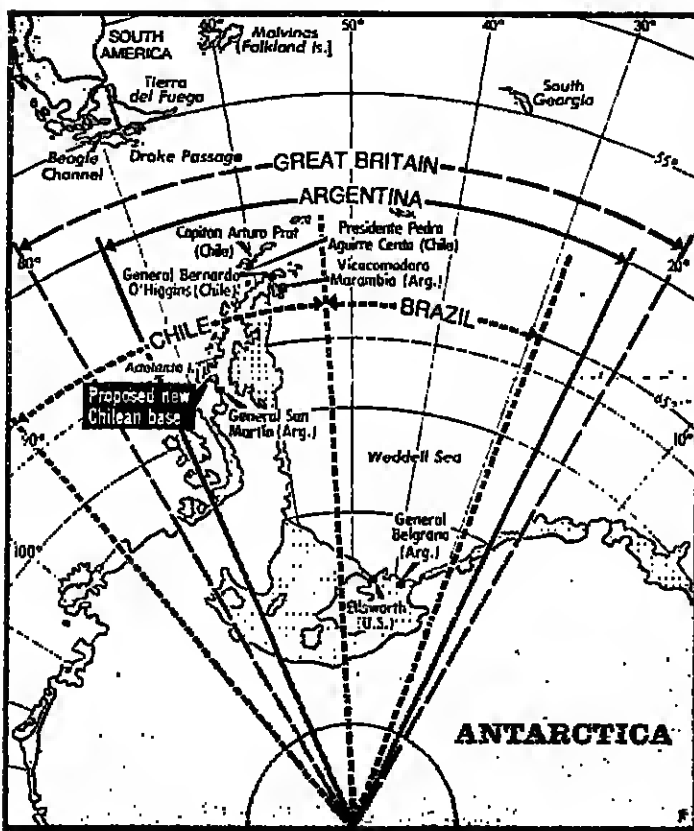 60°
50°
40°
30°
SOUTH
AMERICA
Malvinas
[Falkland Is.]
Tierra
del Fuego
South
Georgia
Beagle
Channel
Drake Passage
55°
GREAT BRITAIN
ARGENTINA
Capitan Arturo Prat
(Chile)
Presidente Pedro
Aguirre Cerda (Chile)
80°
20°
General Bernardo
O'Higgins (Chile)
Vicecomodoro
Marambio (Arg.)
CHILE
BRAZIL
Adelaide I.
Proposed new
Chilean base
General San
Martin (Arg.)
65°
90°
10°
Weddell Sea
General
Belgrano
(Arg.)
100°
Ellsworth
(U.S.)
ANTARCTICA